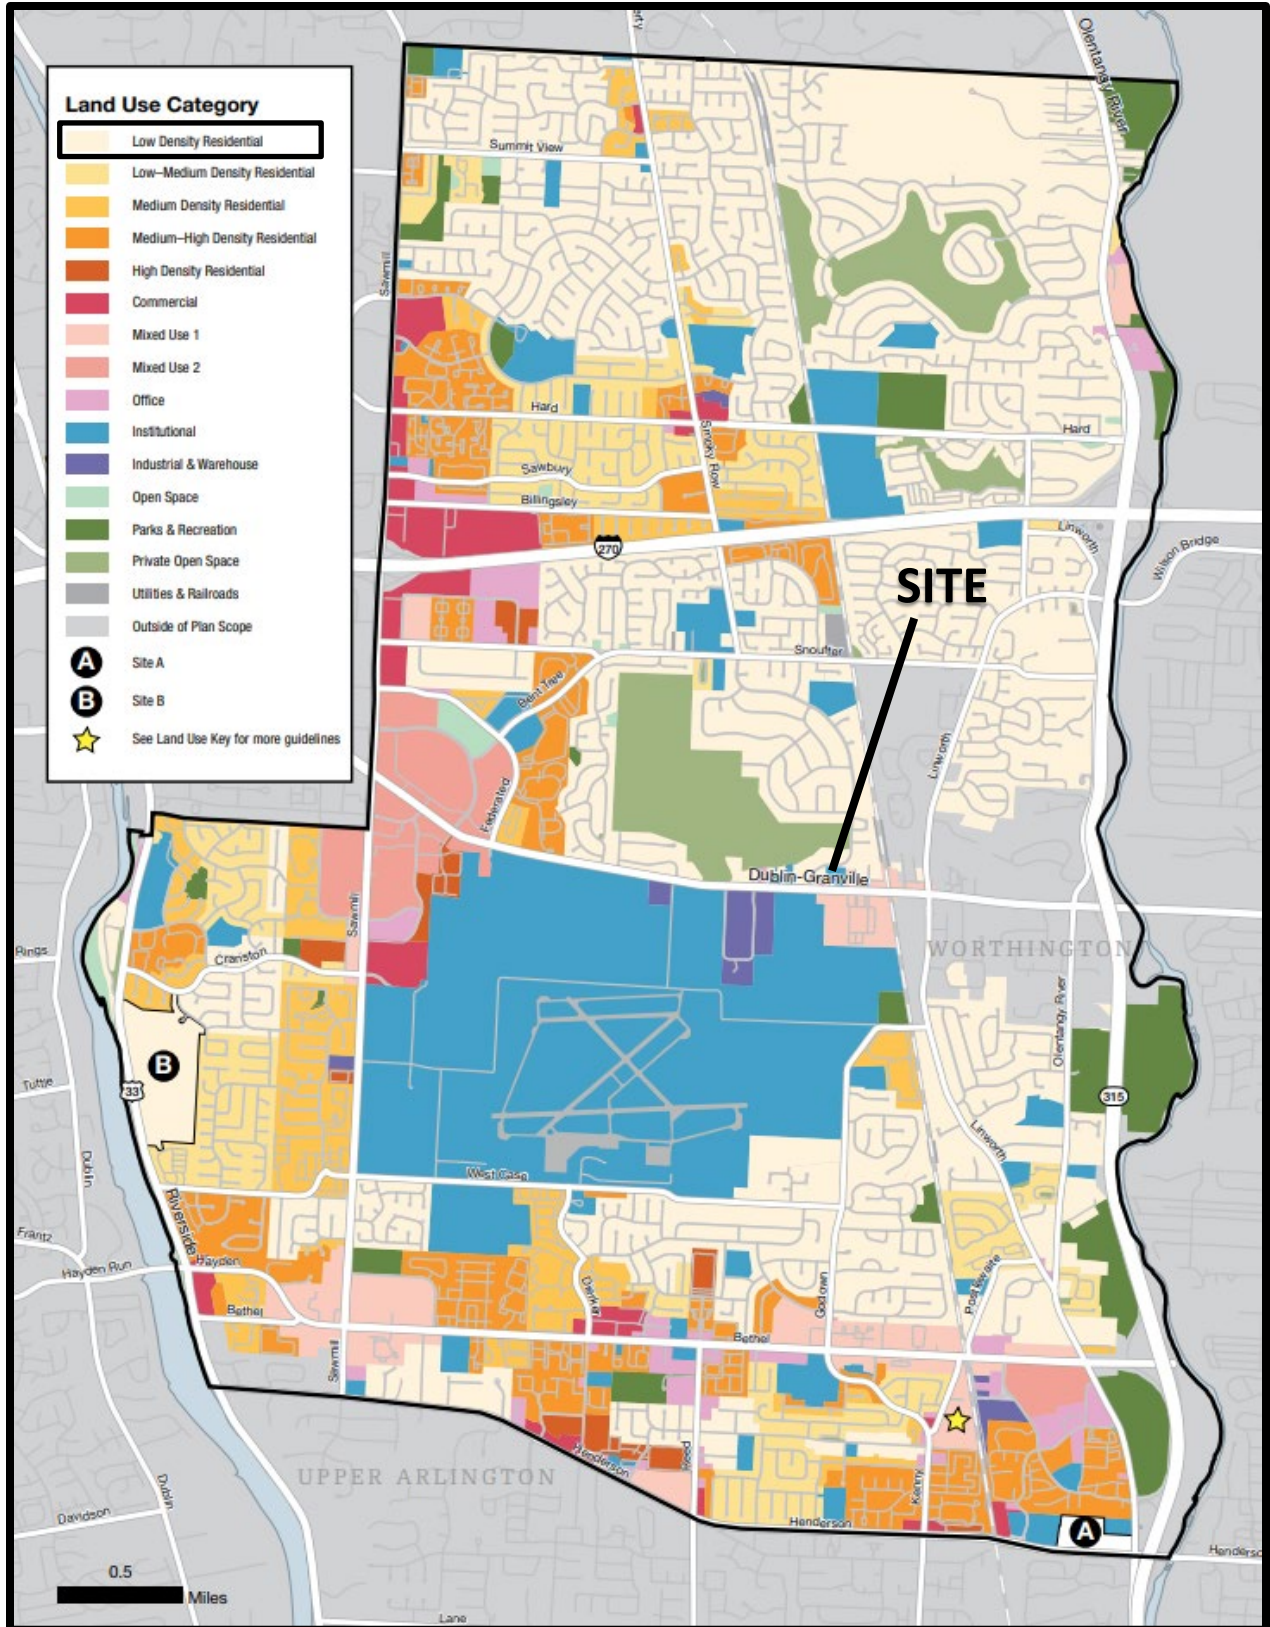 Land Use Category
Low Density Residential
Low–Medium Density Residential
Medium Density Residential
Medium–High Density Residential
High Density Residential
Commercial
Mixed Use 1
Mixed Use 2
Office
Institutional
Industrial & Warehouse
Open Space
Parks & Recreation
Private Open Space
Utilities & Railroads
Outside of Plan Scope
A Site A
B Site B
See Land Use Key for more guidelines
erty
Olentangy River
Summit View
Sawmill
Hard
Hard
Smoky Row
Sawbury
Billingsley
270
Linworth
Wilson Bridge
SITE
Snouffer
Bent Tree
Linworth
Federated
Dublin-Granville
Sawmill
Rings
Cranston
WORTHINGTON
Olentangy River
B
33
Tuttle
315
Linworth
Dublin
West Case
Riverside
Frantz
Hayden Run
Hayden
Postlewaite
Godown
Dierker
Bethel
Bethel
Sawmill
Reed
Henderson
UPPER ARLINGTON
Kenny
Dublin
Davidson
Henderson
A
Henderso
0.5
Miles
Lane